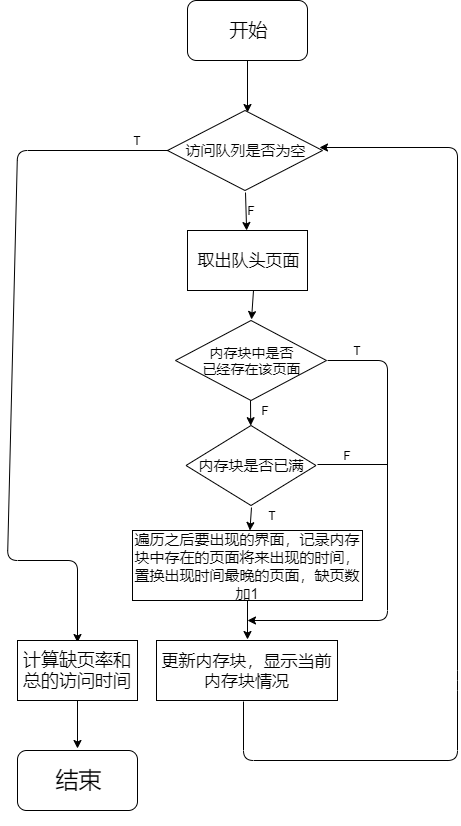 开始
T
访问队列是否为空
F
取出队头页面
内存块中是否
已经存在该页面
T
F
内存块是否已满
F
T
遍历之后要出现的界面，记录内存
块中存在的页面将来出现的时间，
置换出现时间最晚的页面，缺页数
加1
计算缺页率和
总的访问时间
更新内存块，显示当前
内存块情况
结束